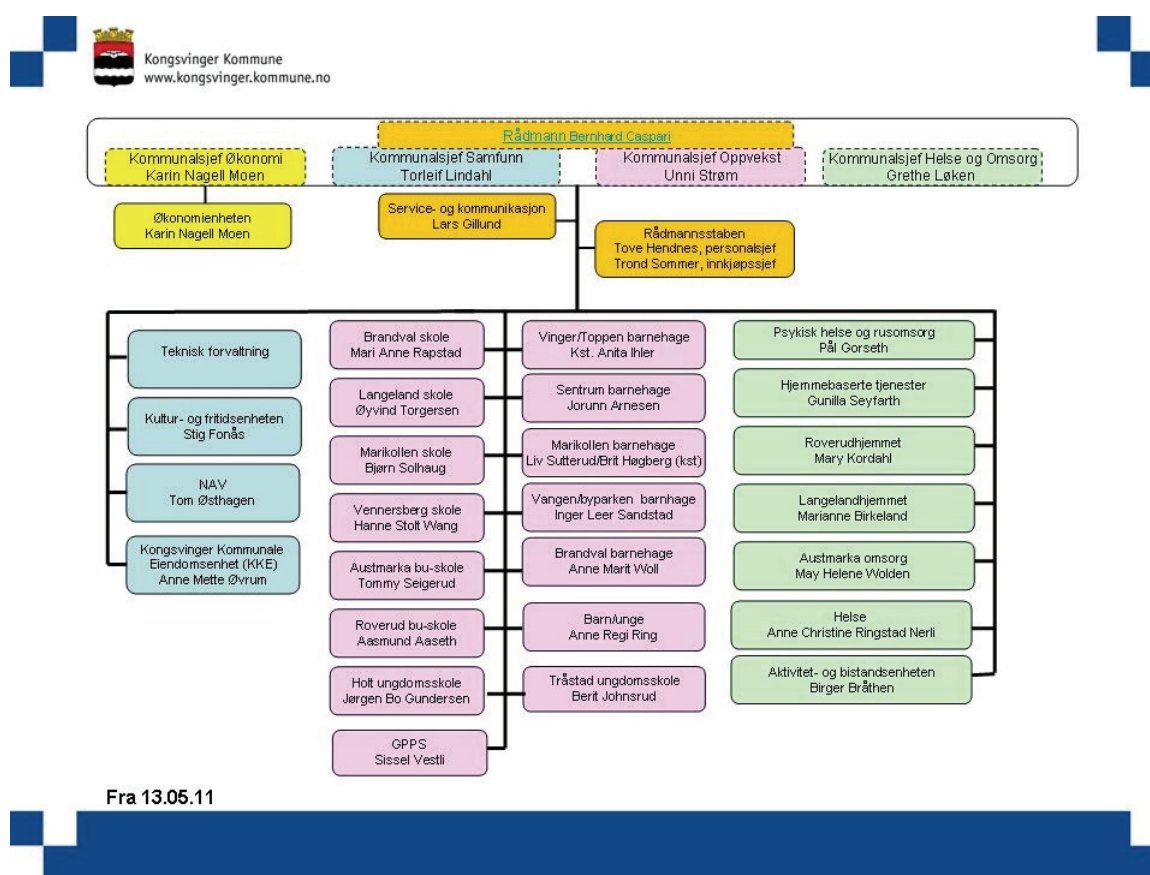 Kongsvinger Kommune
www.kongsvinger.kommune.no
Rådmann Bernhard Caspari
Kommunalsjef Økonomi
Karin Nagell Moen
Kommunalsjef Samfunn
Torleif Lindahl
Kommunalsjef Oppvekst
Unni Strøm
Kommunalsjef Helse og Omsorg
Grethe Løken
Økonomienheten
Karin Nagell Moen
Service- og kommunikasjon
Lars Gillund
Rådmannsstaben
Tove Hendnes, personalsjef
Trond Sommer, innkjøpssjef
Teknisk forvaltning
Kultur- og fritidsenheten
Stig Fonås
NAV
Tom Østhagen
Kongsvinger Kommunale
Eiendomsenhet (KKE)
Anne Mette Øvrum
Brandval skole
Mari Anne Rapstad
Langeland skole
Øyvind Torgersen
Marikollen skole
Bjørn Solhaug
Vennersberg skole
Hanne Stolt Wang
Austmarka bu-skole
Tommy Seigerud
Roverud bu-skole
Aasmund Aaseth
Holt ungdomsskole
Jørgen Bo Gundersen
GPPS
Sissel Vestli
Vinger/Toppen barnehage
Kst. Anita Ihler
Sentrum barnehage
Jorunn Arnesen
Marikollen barnehage
Liv Sutterud/Brit Høgberg (kst)
Vangen/byparken barnhage
Inger Leer Sandstad
Brandval barnehage
Anne Marit Woll
Barn/unge
Anne Regi Ring
Tråstad ungdomsskole
Berit Johnsrud
Psykisk helse og rusomsorg
Pål Gorseth
Hjemmebaserte tjenester
Gunilla Seyfarth
Roverudhjemmet
Mary Kordahl
Langelandhjemmet
Marianne Birkeland
Austmarka omsorg
May Helene Wolden
Helse
Anne Christine Ringstad Nerli
Aktivitet- og bistandsenheten
Birger Bråthen
Fra 13.05.11